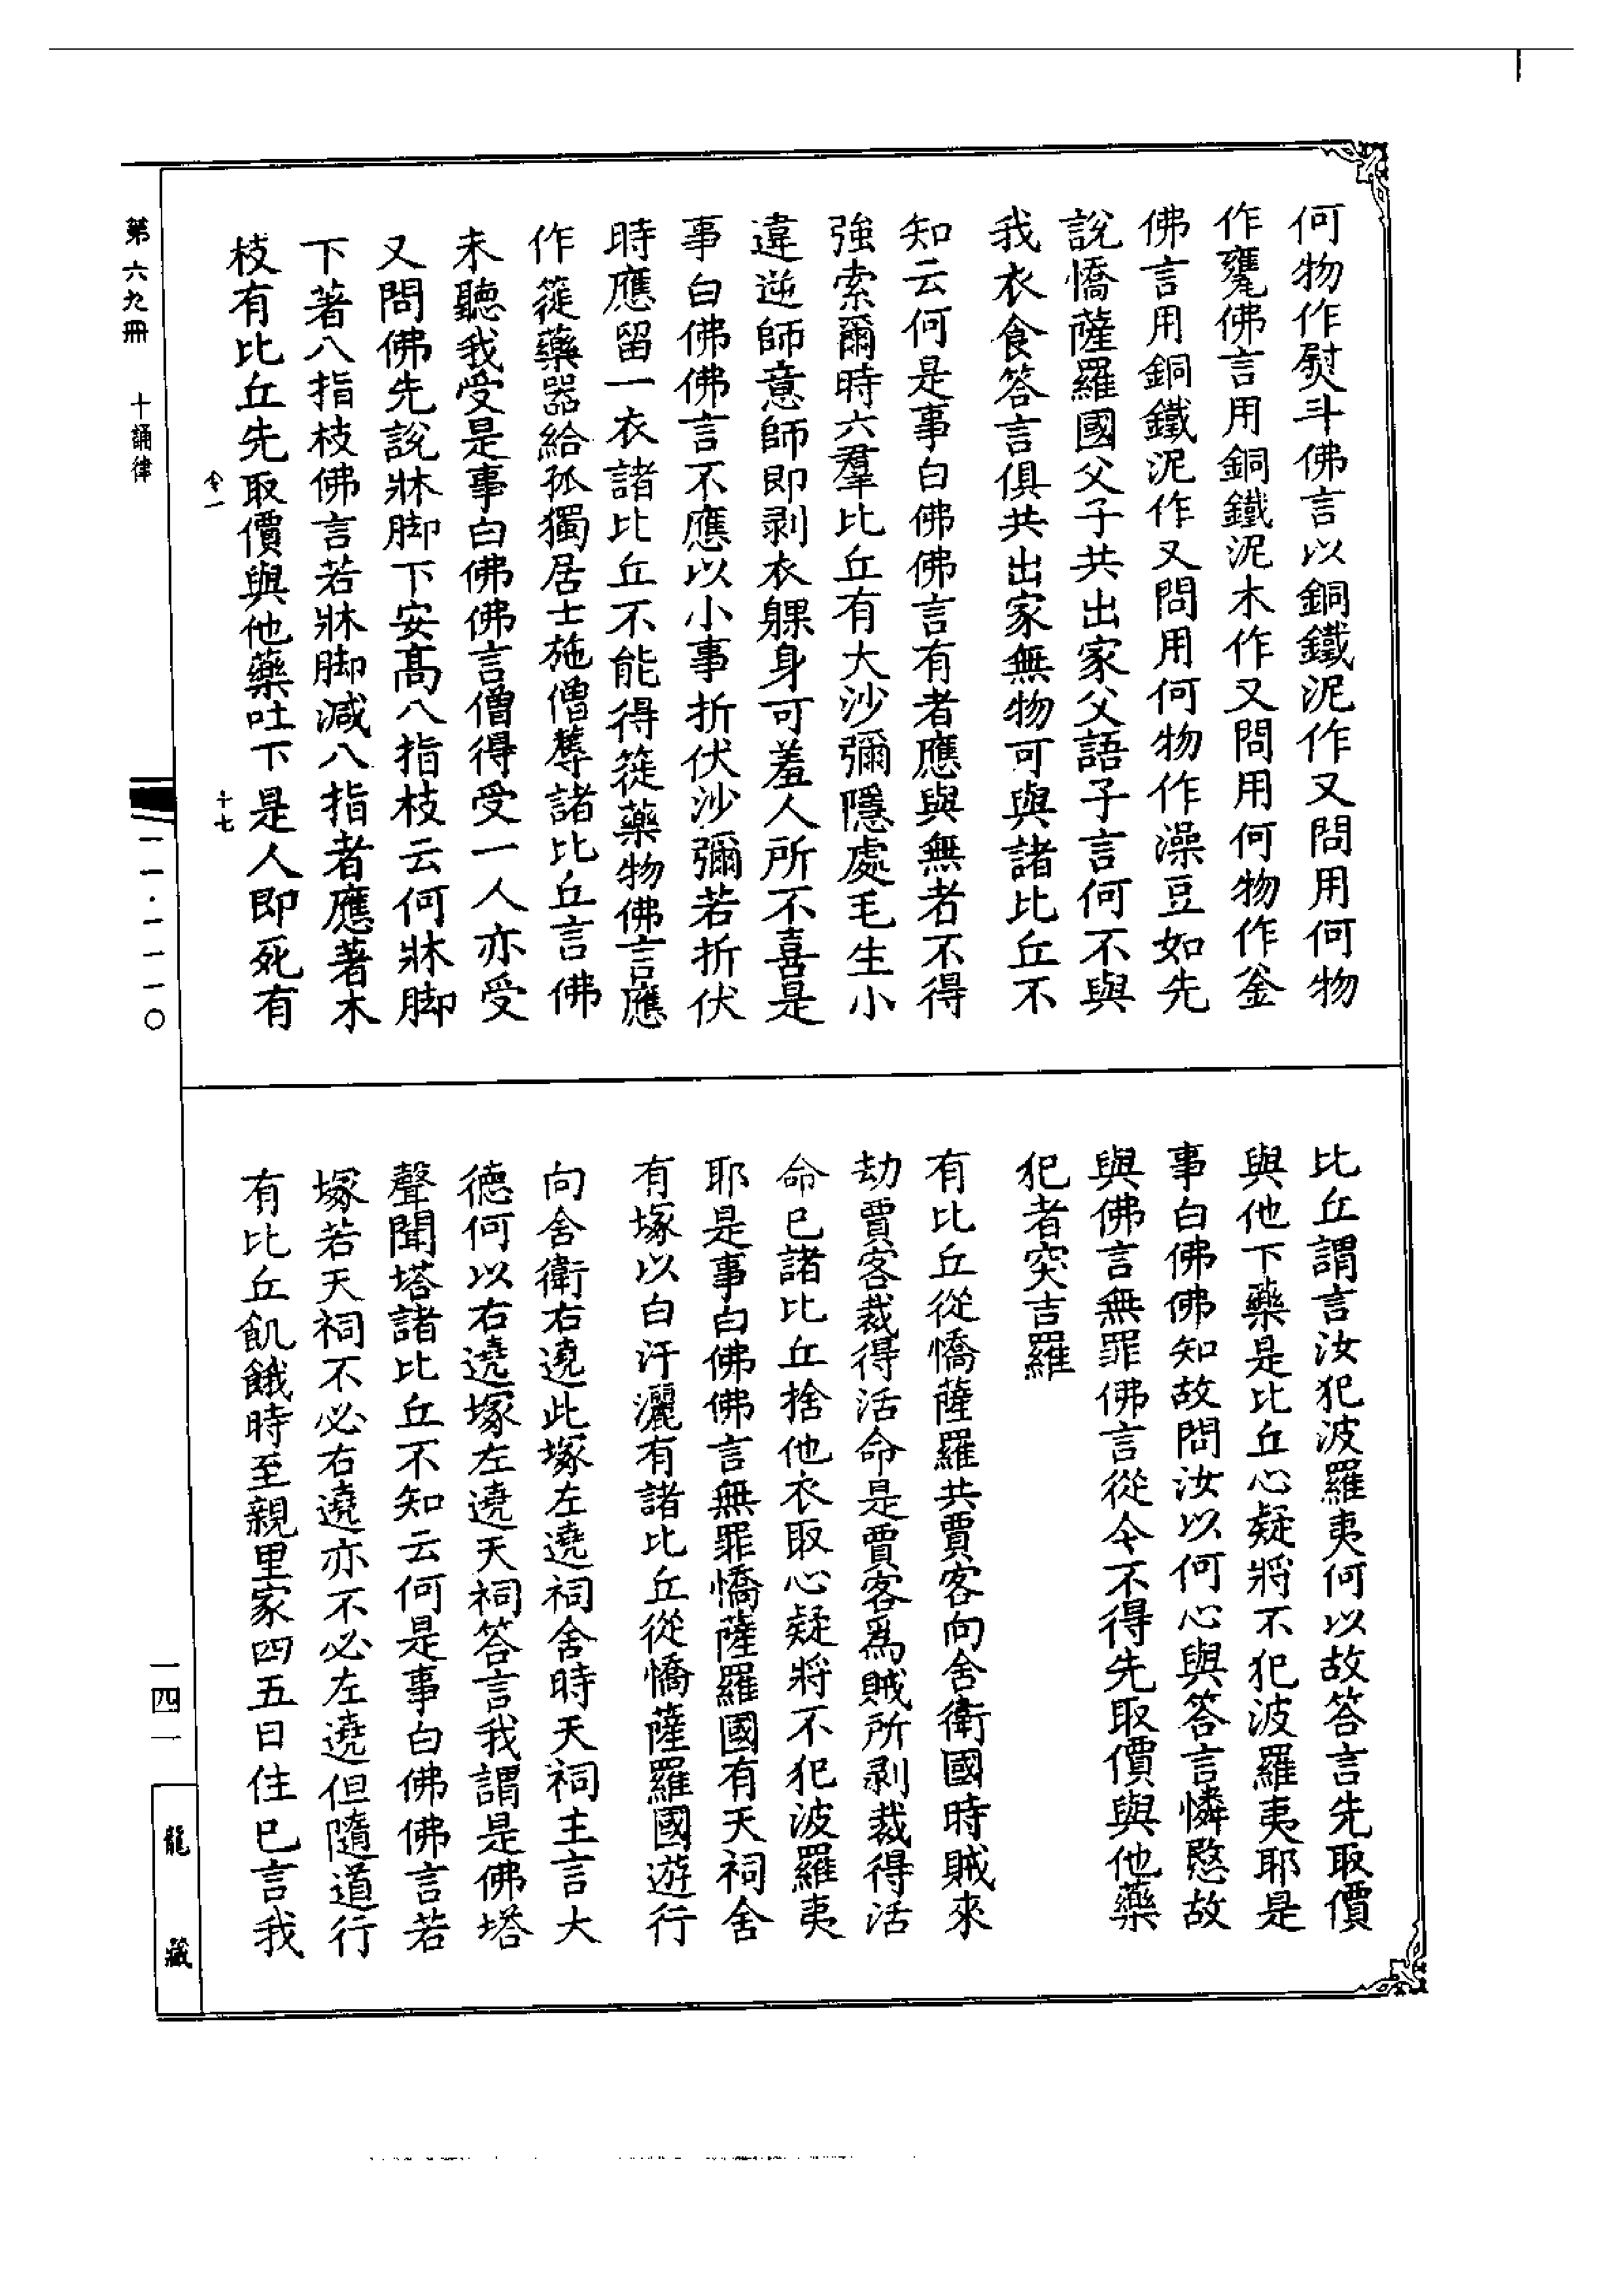 何物作熨斗佛言以銅鐵泥作又問用何物
作甕佛言用銅鐵泥木作又問用何物作釜
佛言用銅鐵泥作又問用何物作澡豆如先
說憍薩羅國父子共出家父語子言何不與
我衣食答言俱共出家無物可與諸比丘不
知云何是事白佛佛言有者應與無者不得
強索爾時六羣比丘有大沙彌隱處毛生小
違逆師意師即剥衣躶身可羞人所不喜是
事白佛佛言不應以小事折伏沙彌若折伏
時應留一衣諸比丘不能得簁藥物佛言應
作簁藥器給孤獨居士施僧蓐諸比丘言佛
未聽我受是事白佛佛言僧得受一人亦受
又問佛先說牀脚下安髙八指枝云何牀脚
下著八指枝佛言若牀脚減八指者應著木
枝有比丘先取價與他藥吐下是人即死有
比丘謂言汝犯波羅夷何以故答言先取價
與他下藥是比丘心疑將不犯波羅夷耶是
事白佛佛知故問汝以何心與答言憐愍故
與佛言無罪佛言從今不得先取價與他藥
犯者突吉羅
有比丘從憍薩羅共賈客向舍衛國時賊來
劫賈客裁得活命是賈客爲賊所剥裁得活
命已諸比丘捨他衣取心疑將不犯波羅夷
耶是事白佛佛言無罪憍薩羅國有天祠舍
有塚以白汙灑有諸比丘從憍薩羅國遊行
向舍衛右遶此塚左遶祠舍時天祠主言大
德何以右遶塚左遶天祠答言我謂是佛塔
聲聞塔諸比丘不知云何是事白佛佛言若
塚若天祠不必右遶亦不必左遶但隨道行
有比丘飢餓時至親里家四五日住已言我
第六九冊 十誦律 一一·一一一〇 一四一 龍藏
令一 十七